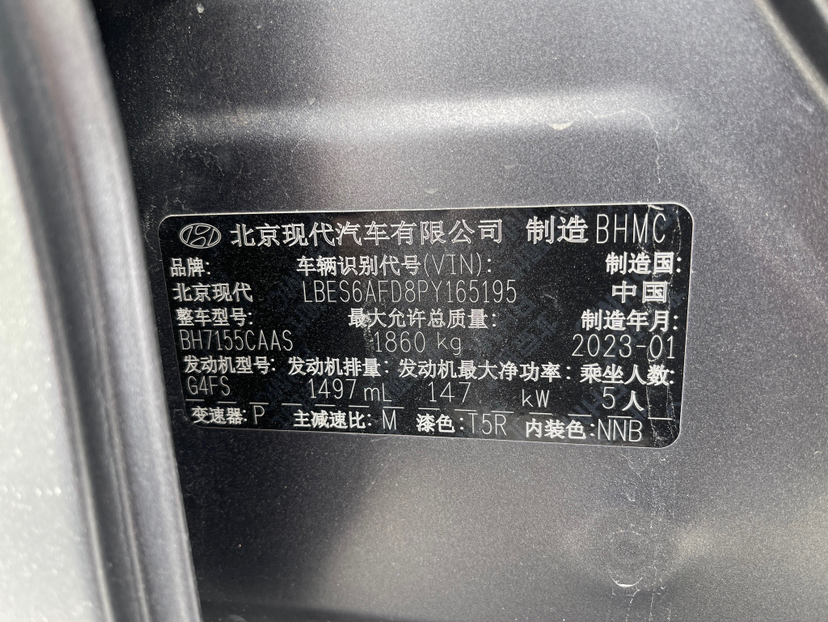 北京现代汽车有限公司 制造 BHMC
品牌: 车辆识别代号(VIN): 制造国:
北京现代 LBES6AFD8PY165195 中国
整车型号: 最大允许总质量: 制造年月:
BH7155CAAS 1860 kg 2023-01
发动机型号: 发动机排量: 发动机最大净功率: 乘坐人数:
G4FS 1497 mL 147 kW 5人
变速器: P 主减速比: M 漆色: T5R 内装色: NNB